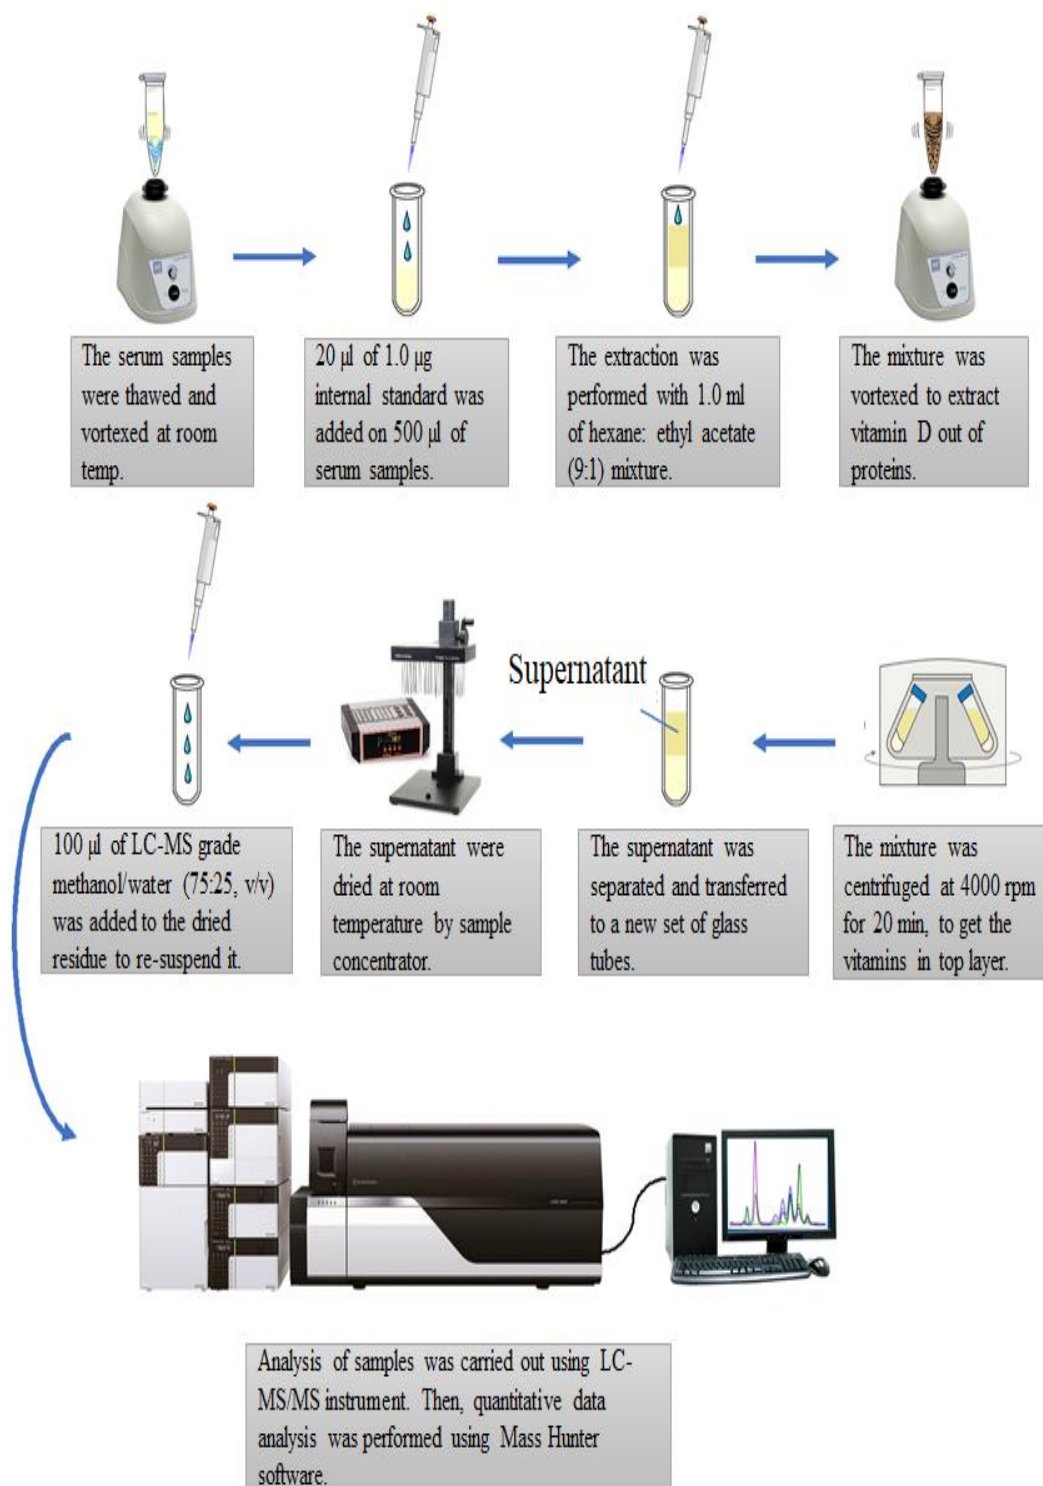 The serum samples
were thawed and
vortexed at room
temp.
20 µl of 1.0 µg
internal standard was
added on 500 µl of
serum samples.
The extraction was
performed with 1.0 ml
of hexane: ethyl acetate
(9:1) mixture.
The mixture was
vortexed to extract
vitamin D out of
proteins.
Supernatant
The mixture was
centrifuged at 4000 rpm
for 20 min, to get the
vitamins in top layer.
The supernatant was
separated and transferred
to a new set of glass
tubes.
The supernatant were
dried at room
temperature by sample
concentrator.
100 µl of LC-MS grade
methanol/water (75:25, v/v)
was added to the dried
residue to re-suspend it.
Analysis of samples was carried out using LC-
MS/MS instrument. Then, quantitative data
analysis was performed using Mass Hunter
software.